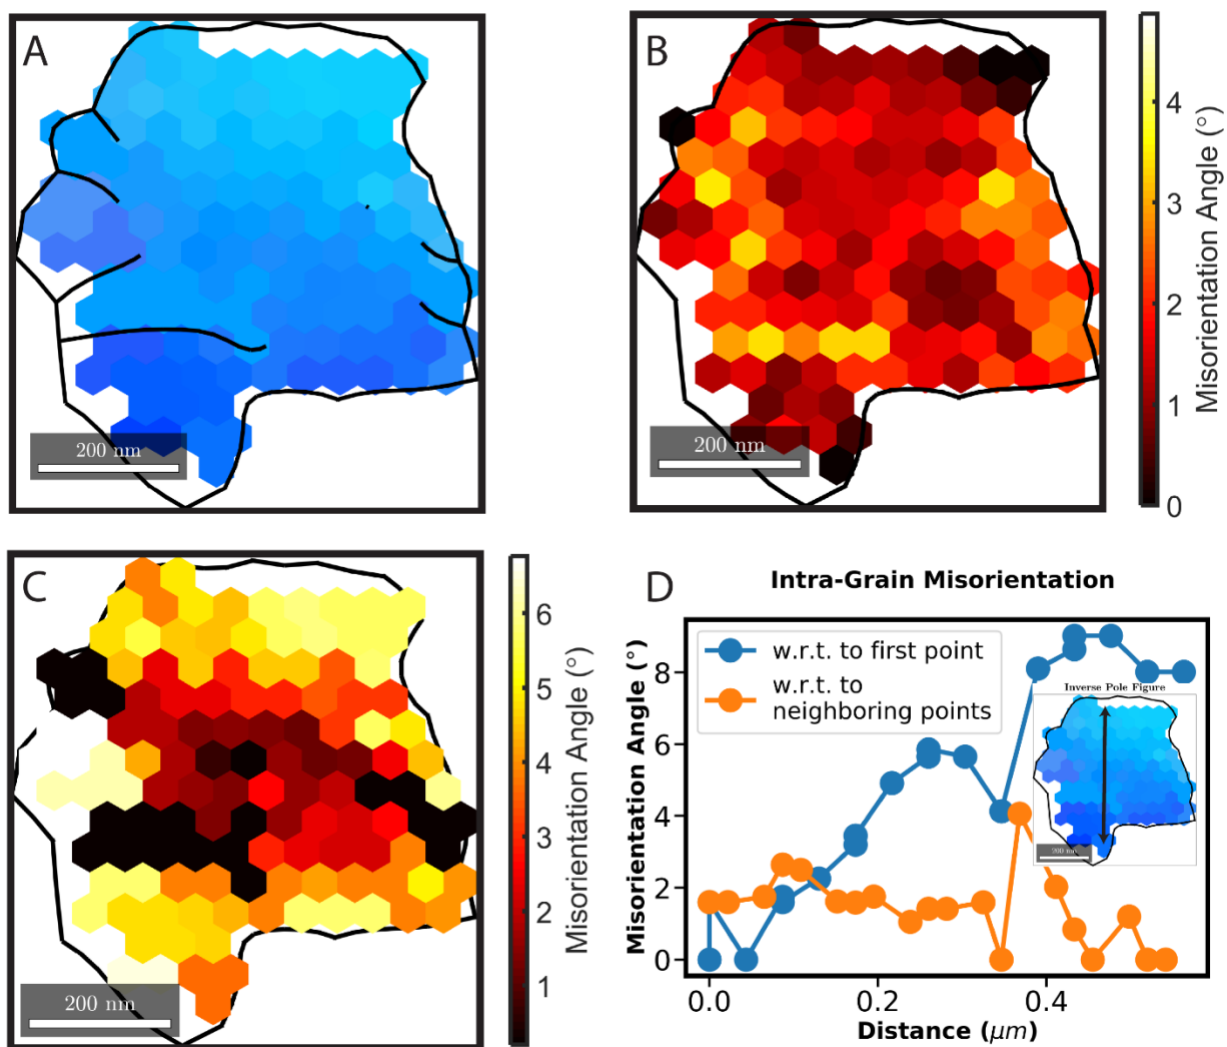 A
200 nm
B
200 nm
4
3
2
1
0
Misorientation Angle (°)
C
200 nm
6
5
4
3
2
1
Misorientation Angle (°)
D
Intra-Grain Misorientation
w.r.t. to first point
w.r.t. to
neighboring points
Inverse Pole Figure
200 nm
8
6
4
2
0
Misorientation Angle (°)
0.0
0.2
0.4
Distance (μm)